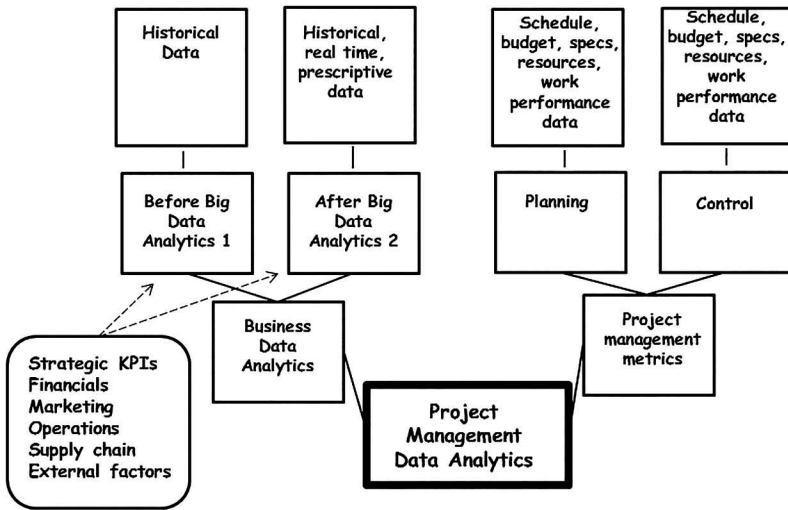 Historical
Data
Historical,
real time,
prescriptive
data
Schedule,
budget, specs,
resources,
work
performance
data
Schedule,
budget, specs,
resources,
work
performance
data
Before Big
Data
Analytics 1
After Big
Data
Analytics 2
Planning
Control
Business
Data
Analytics
Project
management
metrics
Strategic KPIs
Financials
Marketing
Operations
Supply chain
External factors
Project
Management
Data Analytics